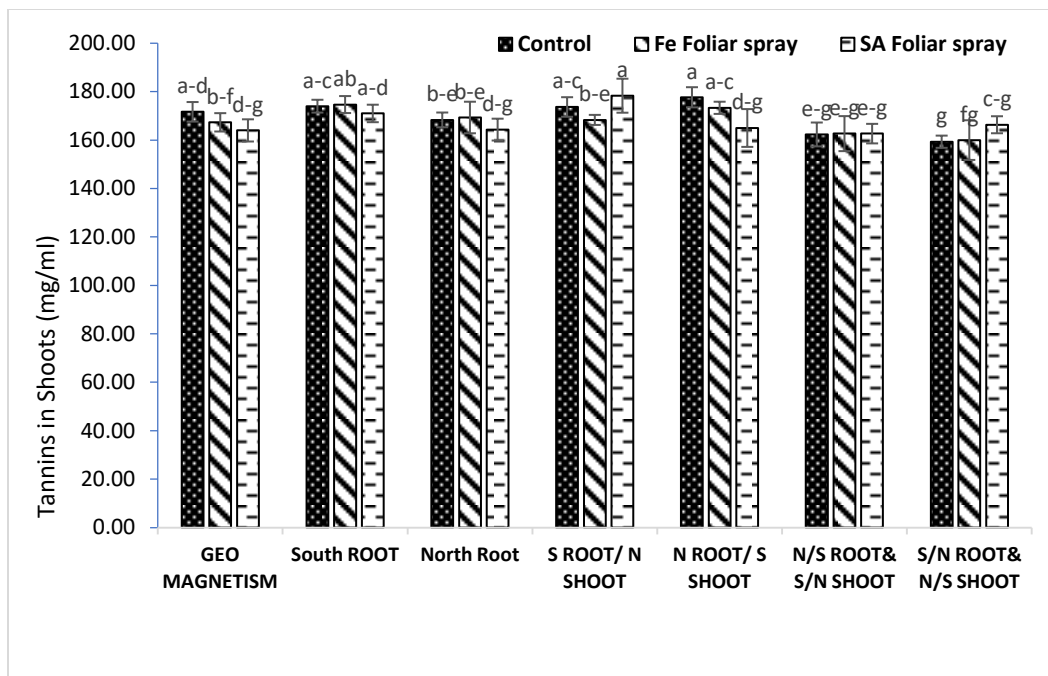 200.00
180.00
160.00
140.00
120.00
100.00
80.00
60.00
40.00
20.00
0.00
Tannins in Shoots (mg/ml)
Control Fe Foliar spray SA Foliar spray
a-d b-f d-g a-c ab a-d b-e b-e d-g a-c b-e a a a-c d-g e-g e-g e-g g fg c-g
GEO MAGNETISM
South ROOT
North Root
S ROOT/ N SHOOT
N ROOT/ S SHOOT
N/S ROOT& S/N SHOOT
S/N ROOT& N/S SHOOT